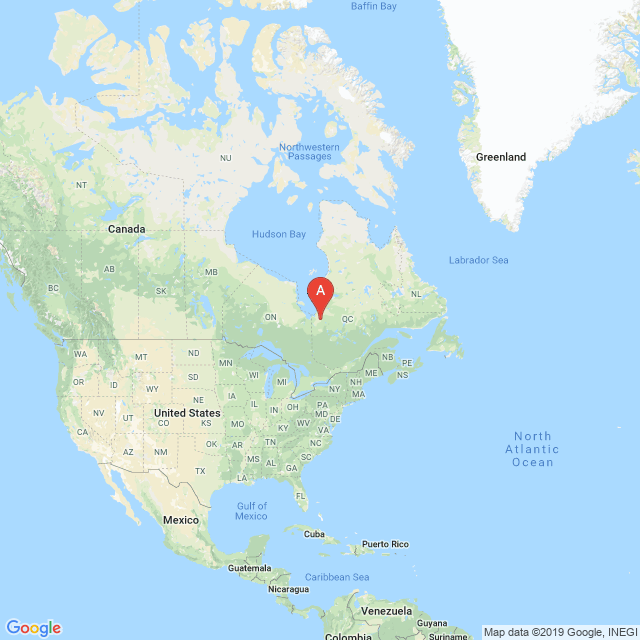 Baffin Bay
Greenland
Northwestern
Passages
NU
NT
Canada
Hudson Bay
Labrador Sea
AB
MB
BC
SK
NL
A
ON
QC
WA
MT
ND
MN
NB
PE
ME
NS
OR
ID
SD
WI
MI
WY
NY
NH
MA
NV
UT
NE
IA
IL
IN
OH
PA
MD
DE
United States
CO
KS
MO
KY
WV
VA
CA
AZ
NM
OK
AR
TN
NC
MS
AL
SC
GA
TX
LA
FL
North
Atlantic
Ocean
Gulf of
Mexico
Mexico
Cuba
Puerto Rico
Guatemala
Caribbean Sea
Nicaragua
Venezuela
Guyana
Colombia
Suriname
Google
Map data ©2019 Google, INEGI